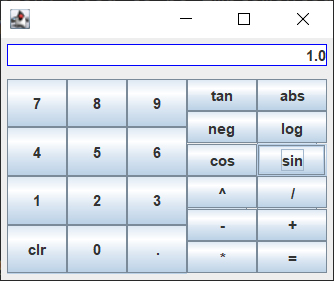 1.0
7 8 9 tan abs
neg log
4 5 6 cos sin
1 2 3 ^ /
- +
clr 0 . * =